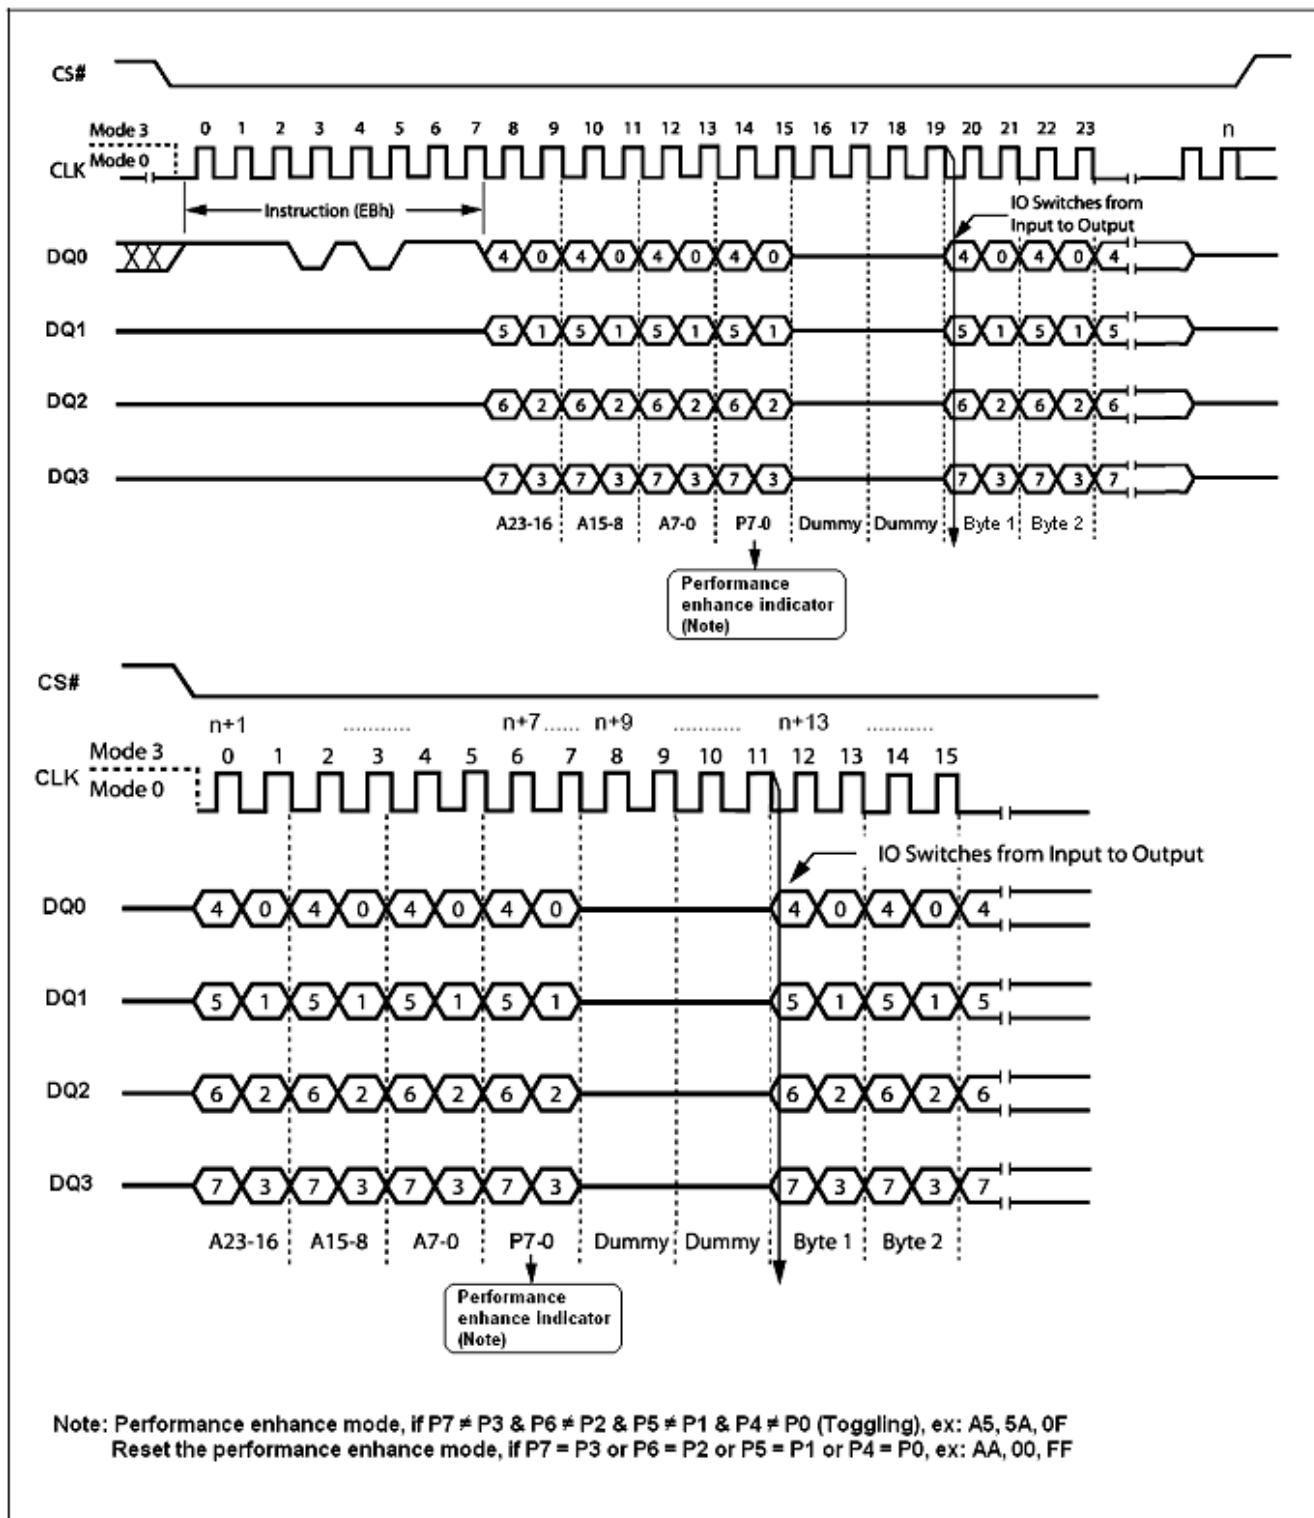 CS#
Mode 3
0 1 2 3 4 5 6 7 8 9 10 11 12 13 14 15 16 17 18 19 20 21 22 23 n
CLK
Mode 0
Instruction (EBh)
IO Switches from
Input to Output
DQ0 4 0 4 0 4 0 4 0 4 0 4 0 4
DQ1 5 1 5 1 5 1 5 1 5 1 5 1 5
DQ2 6 2 6 2 6 2 6 2 6 2 6 2 6
DQ3 7 3 7 3 7 3 7 3 7 3 7 3 7
A23-16 A15-8 A7-0 P7-0 Dummy Dummy Byte 1 Byte 2
Performance
enhance indicator
(Note)
CS#
n+1 ........... n+7 ...... n+9 ........... n+13 ...........
Mode 3
0 1 2 3 4 5 6 7 8 9 10 11 12 13 14 15
CLK
Mode 0
IO Switches from Input to Output
DQ0 4 0 4 0 4 0 4 0 4 0 4 0 4
DQ1 5 1 5 1 5 1 5 1 5 1 5 1 5
DQ2 6 2 6 2 6 2 6 2 6 2 6 2 6
DQ3 7 3 7 3 7 3 7 3 7 3 7 3 7
A23-16 A15-8 A7-0 P7-0 Dummy Dummy Byte 1 Byte 2
Performance
enhance indicator
(Note)
Note: Performance enhance mode, if P7 ≠ P3 & P6 ≠ P2 & P5 ≠ P1 & P4 ≠ P0 (Toggling), ex: A5, 5A, 0F
Reset the performance enhance mode, if P7 = P3 or P6 = P2 or P5 = P1 or P4 = P0, ex: AA, 00, FF